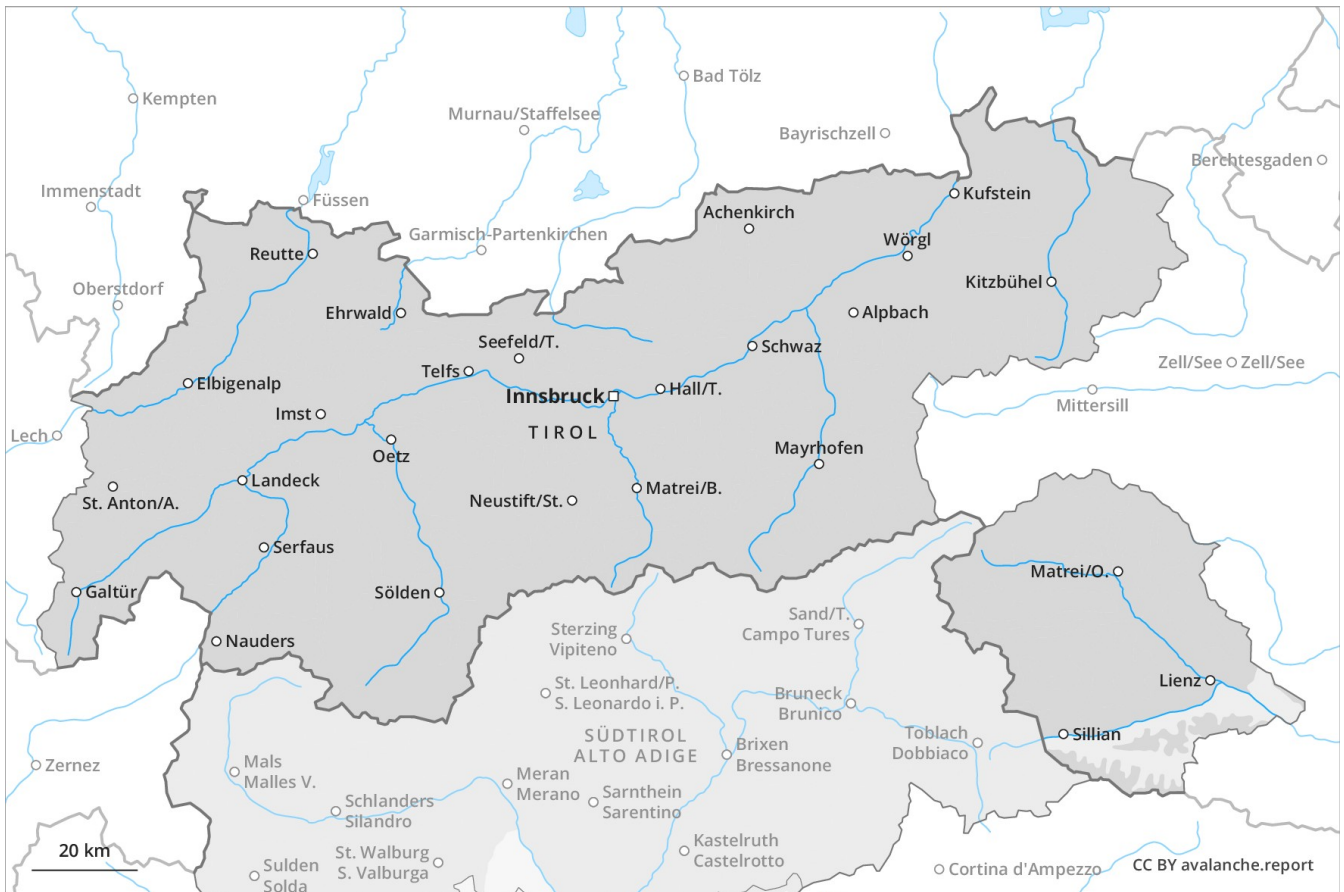 Kempten
Bad Tölz
Murnau/Staffelsee
Bayrischzell
Berchtesgaden
Immenstadt
Füssen
Kufstein
Achenkirch
Garmisch-Partenkirchen
Wörgl
Reutte
Kitzbühel
Oberstdorf
Ehrwald
Alpbach
Seefeld/T.
Schwaz
Zell/See
Zell/See
Telfs
Elbigenalp
Hall/T.
Innsbruck
Mittersill
Imst
TIROL
Lech
Oetz
Mayrhofen
Landeck
Matrei/B.
St. Anton/A.
Neustift/St.
Serfaus
Matrei/O.
Galtür
Sölden
Sand/T.
Campo Tures
Sterzing
Vipiteno
Nauders
Lienz
St. Leonhard/P.
S. Leonardo i. P.
Bruneck
Brunico
Sillian
SÜDTIROL
ALTO ADIGE
Toblach
Dobbiaco
Brixen
Bressanone
Zernez
Mals
Malles V.
Meran
Merano
Sarnthein
Sarentino
Schlanders
Silandro
Kastelruth
Castelrotto
20 km
St. Walburg
S. Valburga
Sulden
Solda
Cortina d'Ampezzo
CC BY avalanche.report